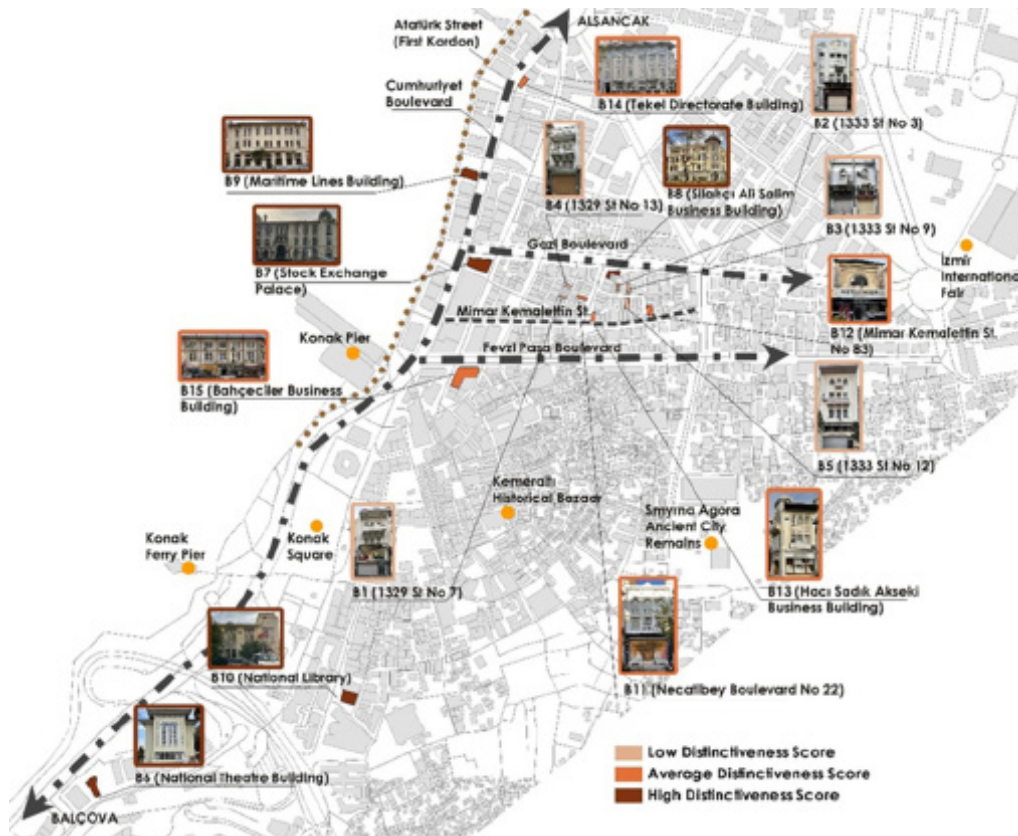 Atatürk Street
(First Kordon)
ALSANCAK
Cumhuriyet
Boulevard
B14 (Tekel Directorate Building)
B2 (1333 St No 3)
B9 (Maritime Lines Building)
B4 (1329 St No 13)
B8 (Silahçı Ali Salim
Business Building)
B3 (1333 St No 9)
Gazi Boulevard
B7 (Stock Exchange
Palace)
İzmir
International
Fair
Mimar Kemalettin St.
B12 (Mimar Kemalettin St.
No 83)
Konak Pier
Fevzi Paşa Boulevard
B15 (Bahçeciler Business
Building)
B5 (1333 St No 12)
Kemeraltı
Historical Bazaar
Smyrna Agora
Ancient City
Remains
Konak
Ferry Pier
Konak
Square
B1 (1329 St No 7)
B13 (Hacı Sadık Akseki
Business Building)
B10 (National Library)
B11 (Necatibey Boulevard No 22)
B6 (National Theatre Building)
BALÇOVA
Low Distinctiveness Score
Average Distinctiveness Score
High Distinctiveness Score